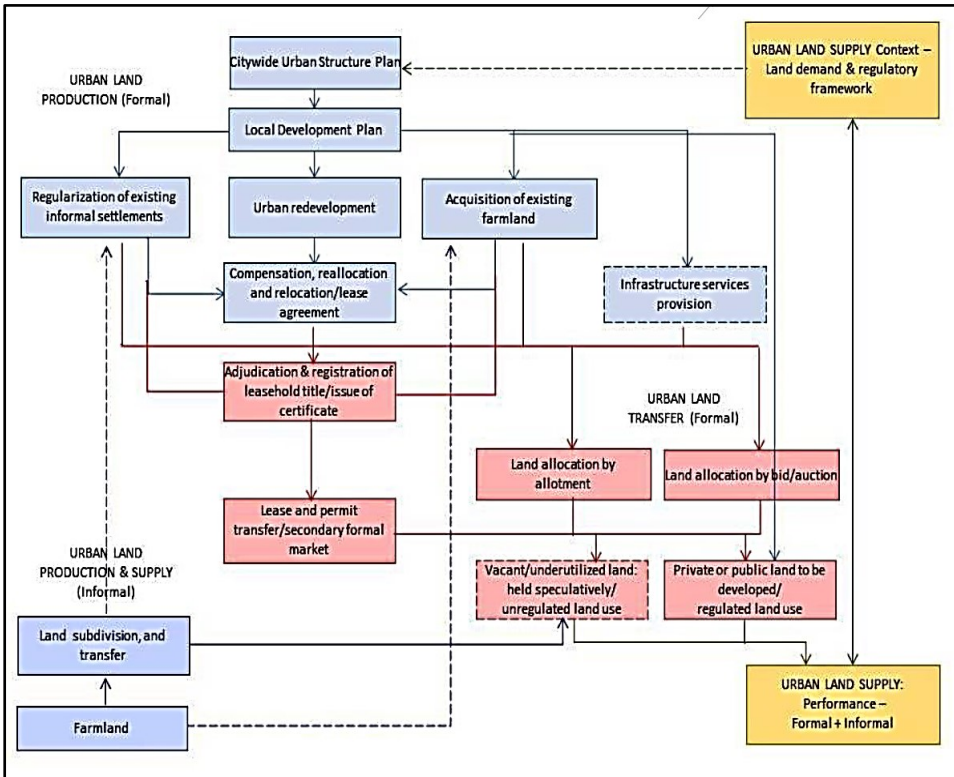 Citywide Urban Structure Plan
URBAN LAND SUPPLY Context –
Land demand & regulatory
framework
URBAN LAND
PRODUCTION (Formal)
Local Development Plan
Regularization of existing
informal settlements
Urban redevelopment
Acquisition of existing
farmland
Compensation, reallocation
and relocation/lease
agreement
Infrastructure services
provision
Adjudication & registration of
leasehold title/issue of
certificate
URBAN LAND
TRANSFER (Formal)
Land allocation by
allotment
Land allocation by bid/auction
Lease and permit
transfer/secondary formal
market
URBAN LAND
PRODUCTION & SUPPLY
(Informal)
Vacant/underutilized land:
held speculatively/
unregulated land use
Private or public land to be
developed/
regulated land use
Land subdivision, and
transfer
Farmland
URBAN LAND SUPPLY:
Performance –
Formal + Informal